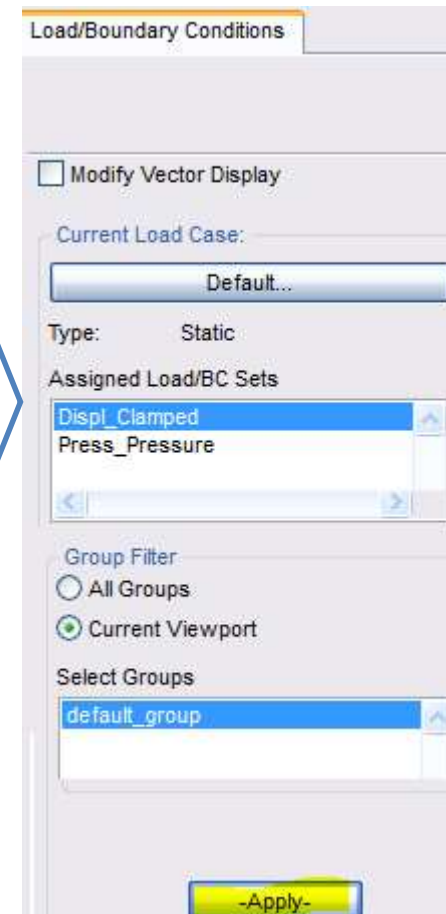 Load/Boundary Conditions
Modify Vector Display
Current Load Case:
Default...
Type: Static
Assigned Load/BC Sets
Displ_Clamped
Press_Pressure
Group Filter
All Groups
Current Viewport
Select Groups
default_group
-Apply-